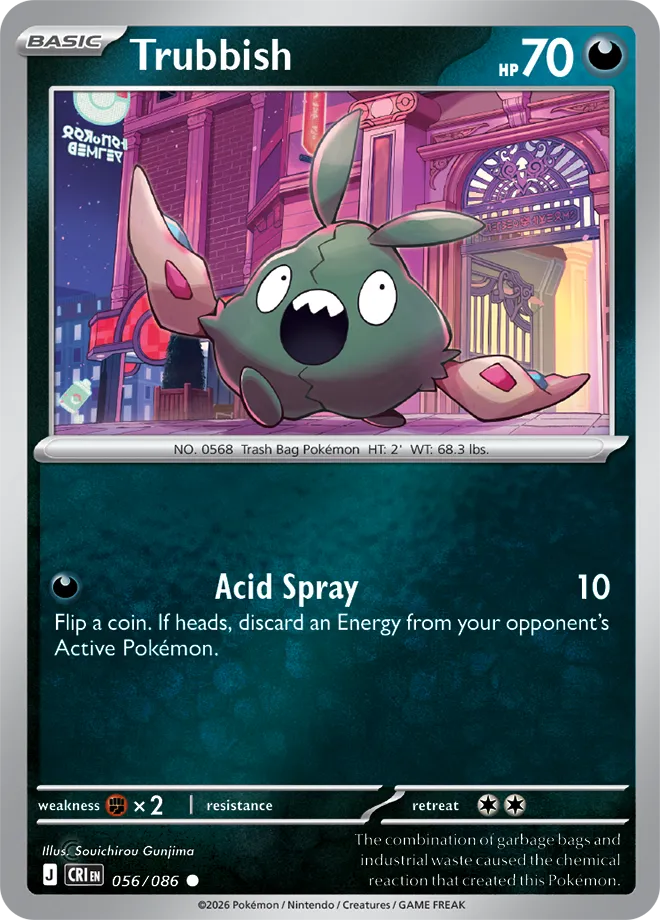 BASIC
Trubbish
HP 70
NO. 0568 Trash Bag Pokémon HT: 2' WT: 68.3 lbs.
Acid Spray 10
Flip a coin. If heads, discard an Energy from your opponent's
Active Pokémon.
weakness ×2 resistance retreat
Illus. Souichirou Gunjima
The combination of garbage bags and
industrial waste caused the chemical
reaction that created this Pokémon.
J CRI EN 056/086
©2026 Pokémon / Nintendo / Creatures / GAME FREAK